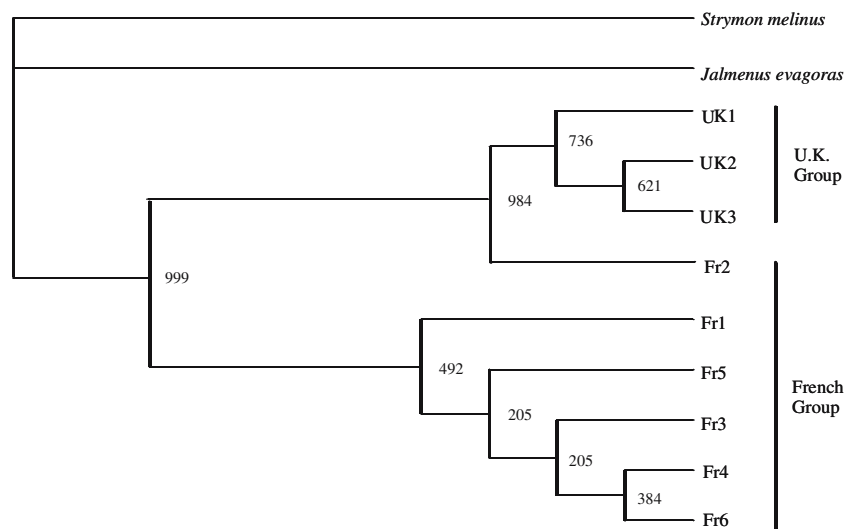 Strymon melinus
Jalmenus evagoras
UK1
736
UK2
U.K.
Group
621
984
UK3
Fr2
999
Fr1
492
Fr5
French
Group
205
Fr3
205
Fr4
384
Fr6